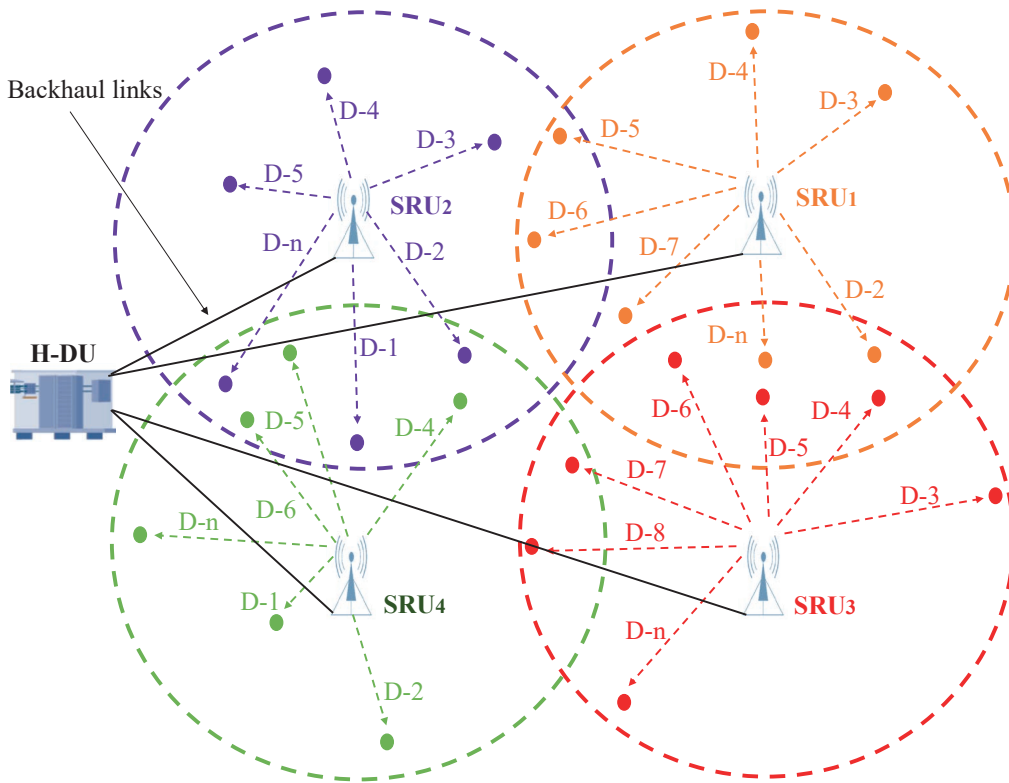 Backhaul links
H-DU
D-4
D-3
D-5
SRU2
D-n
D-2
D-1
D-4
D-3
D-5
SRU1
D-6
D-7
D-2
D-n
D-5
D-4
D-6
D-n
D-1
SRU4
D-2
D-6
D-4
D-5
D-7
D-3
D-8
SRU3
D-n